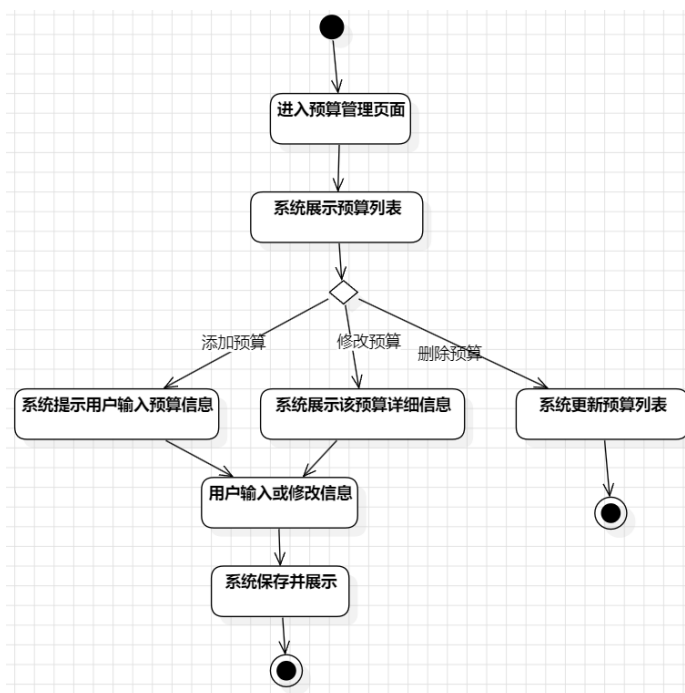 进入预算管理页面
系统展示预算列表
添加预算
修改预算
删除预算
系统提示用户输入预算信息
系统展示该预算详细信息
系统更新预算列表
用户输入或修改信息
系统保存并展示